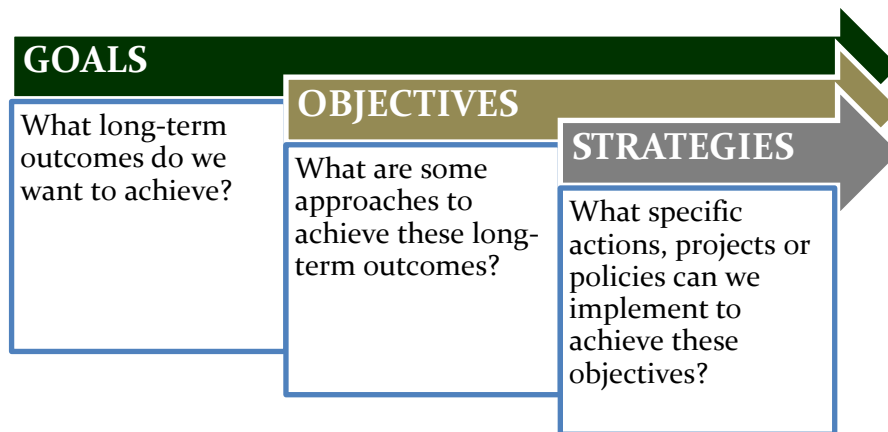 GOALS
What long-term
outcomes do we
want to achieve?
OBJECTIVES
What are some
approaches to
achieve these long-
term outcomes?
STRATEGIES
What specific
actions, projects or
policies can we
implement to
achieve these
objectives?